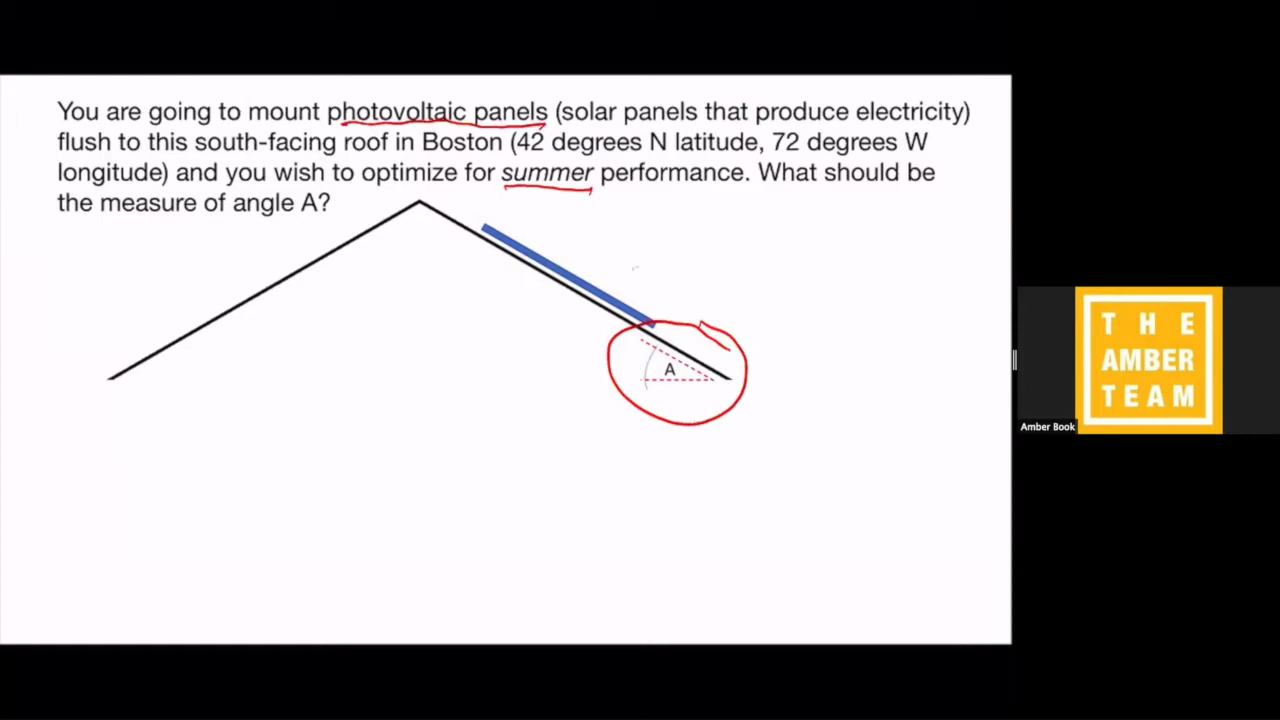 You are going to mount photovoltaic panels (solar panels that produce electricity)
flush to this south-facing roof in Boston (42 degrees N latitude, 72 degrees W
longitude) and you wish to optimize for summer performance. What should be
the measure of angle A?
A
THE
AMBER
TEAM
Amber Book